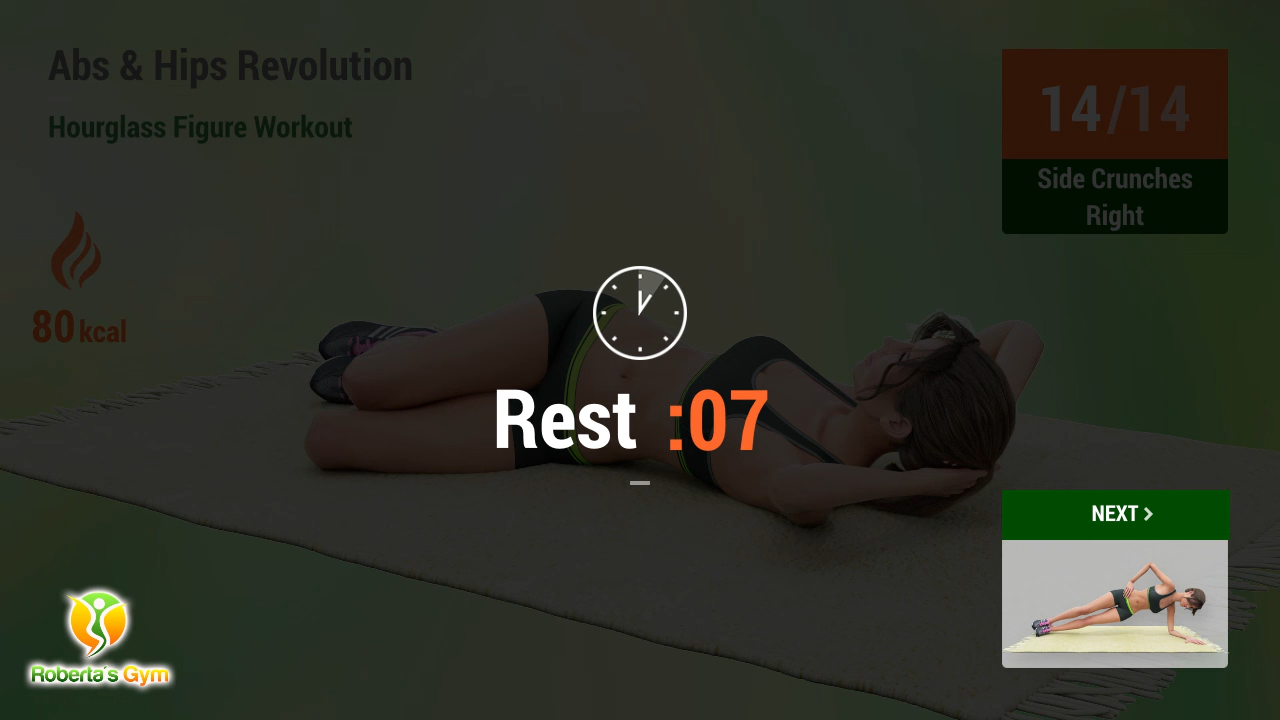 Abs & Hips Revolution
Hourglass Figure Workout
14/14
Side Crunches
Right
80 kcal
Rest :07
NEXT >
Roberta's Gym